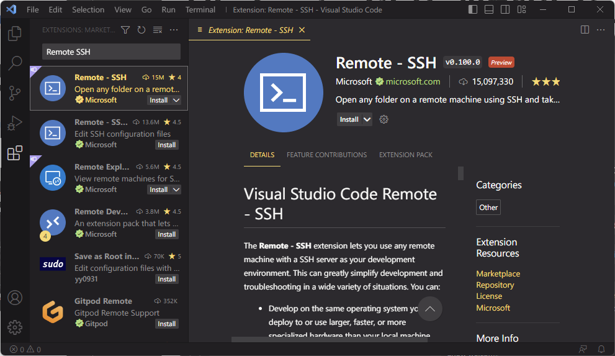 File Edit Selection View Go Run Terminal Extension: Remote - SSH - Visual Studio Code
EXTENSIONS: MARKET...
Remote SSH
Remote - SSH 15M ★ 4
Open any folder on a remot...
Microsoft Install
Remote - SS... 13.6M ★ 4.5
Edit SSH configuration files
Microsoft Install
Remote Expl... 5.6M ★ 4.5
View remote machines for S...
Microsoft Install
Remote Dev... 3.8M ★ 4.5
An extension pack that lets ...
4
Microsoft Install
sudo
Save as Root in... 70K ★ 5
Edit configuration files with ...
yy0931 Install
Gitpod Remote 352K
Gitpod Remote Support
Gitpod Install
Extension: Remote - SSH
Remote - SSH v0.100.0 Preview
Microsoft microsoft.com 15,097,330 ★★★
Open any folder on a remote machine using SSH and tak...
Install
DETAILS FEATURE CONTRIBUTIONS EXTENSION PACK
Visual Studio Code Remote
- SSH
The Remote - SSH extension lets you use any remote
machine with a SSH server as your development
environment. This can greatly simplify development and
troubleshooting in a wide variety of situations. You can:
• Develop on the same operating system you
deploy to or use larger, faster, or more
specialized hardware than your local machine
Categories
Other
Extension
Resources
Marketplace
Repository
License
Microsoft
More Info
0 0